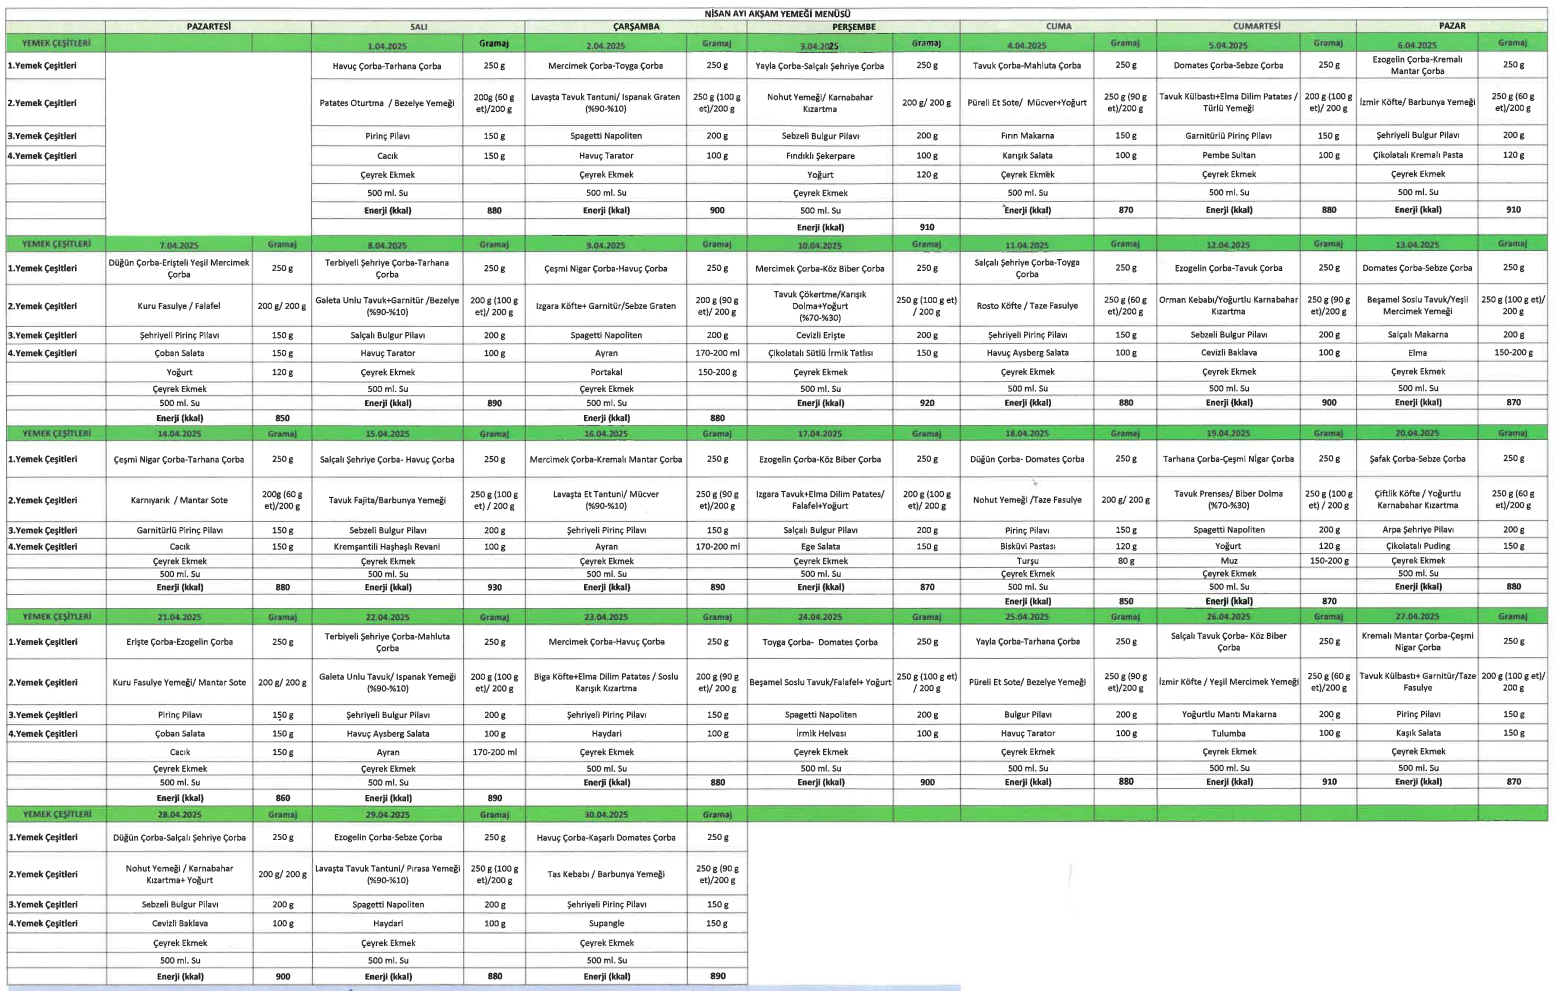 NİSAN AYI AKŞAM YEMEĞİ MENÜSÜ
PAZARTESİ SALI ÇARŞAMBA PERŞEMBE CUMA CUMARTESİ PAZAR
YEMEK ÇEŞİTLERİ 1.04.2025 Gramaj 2.04.2025 Gramaj 3.04.2025 Gramaj 4.04.2025 Gramaj 5.04.2025 Gramaj 6.04.2025 Gramaj
1.Yemek Çeşitleri Havuç Çorba-Tarhana Çorba 250 g Mercimek Çorba-Toyga Çorba 250 g Yayla Çorba-Salçalı Şehriye Çorba 250 g Tavuk Çorba-Mahluta Çorba 250 g Domates Çorba-Sebze Çorba 250 g Ezogelin Çorba-Kremalı Mantar Çorba 250 g
2.Yemek Çeşitleri Patates Oturtma / Bezelye Yemeği 200g (60 g et)/200 g Lavaşta Tavuk Tantuni/ Ispanak Graten (%90-%10) 250 g (100 g et)/200 g Nohut Yemeği/ Karnabahar Kızartma 200 g/ 200 g Püreli Et Sote/ Mücver+Yoğurt 250 g (90 g et)/200 g Tavuk Külbastı+Elma Dilim Patates / Türlü Yemeği 200 g (100 g et)/ 200 g İzmir Köfte/ Barbunya Yemeği 250 g (60 g et)/200 g
3.Yemek Çeşitleri Pirinç Pilavı 150 g Spagetti Napoliten 200 g Sebzeli Bulgur Pilavı 200 g Fırın Makarna 150 g Garnitürlü Pirinç Pilavı 150 g Şehriyeli Bulgur Pilavı 200 g
4.Yemek Çeşitleri Cacık 150 g Havuç Tarator 100 g Fındıklı Şekerpare 100 g Karışık Salata 100 g Pembe Sultan 100 g Çikolatalı Kremalı Pasta 120 g
Çeyrek Ekmek Çeyrek Ekmek Yoğurt 120 g Çeyrek Ekmek Çeyrek Ekmek Çeyrek Ekmek
500 ml. Su 500 ml. Su Çeyrek Ekmek 500 ml. Su 500 ml. Su 500 ml. Su
Enerji (kkal) 880 Enerji (kkal) 900 500 ml. Su Enerji (kkal) 870 Enerji (kkal) 880 Enerji (kkal) 910
Enerji (kkal) 910
YEMEK ÇEŞİTLERİ 7.04.2025 Gramaj 8.04.2025 Gramaj 9.04.2025 Gramaj 10.04.2025 Gramaj 11.04.2025 Gramaj 12.04.2025 Gramaj 13.04.2025 Gramaj
1.Yemek Çeşitleri Düğün Çorba-Erişteli Yeşil Mercimek Çorba 250 g Terbiyeli Şehriye Çorba-Tarhana Çorba 250 g Çeşmi Nigar Çorba-Havuç Çorba 250 g Mercimek Çorba-Köz Biber Çorba 250 g Salçalı Şehriye Çorba-Toyga Çorba 250 g Ezogelin Çorba-Tavuk Çorba 250 g Domates Çorba-Sebze Çorba 250 g
2.Yemek Çeşitleri Kuru Fasulye / Falafel 200 g/ 200 g Galeta Unlu Tavuk+Garnitür /Bezelye (%90-%10) 200 g (100 g et)/ 200 g Izgara Köfte+ Garnitür/Sebze Graten 200 g (90 g et)/ 200 g Tavuk Çökertme/Karışık Dolma+Yoğurt (%70-%30) 250 g (100 g et) / 200 g Rosto Köfte / Taze Fasulye 250 g (60 g et)/200 g Orman Kebabı/Yoğurtlu Karnabahar Kızartma 250 g (90 g et)/200 g Beşamel Soslu Tavuk/Yeşil Mercimek Yemeği 250 g (100 g et)/ 200 g
3.Yemek Çeşitleri Şehriyeli Pirinç Pilavı 150 g Salçalı Bulgur Pilavı 200 g Spagetti Napoliten 200 g Cevizli Erişte 200 g Şehriyeli Pirinç Pilavı 150 g Sebzeli Bulgur Pilavı 200 g Salçalı Makarna 200 g
4.Yemek Çeşitleri Çoban Salata 150 g Havuç Tarator 100 g Ayran 170-200 ml Çikolatalı Sütlü İrmik Tatlısı 150 g Havuç Aysberg Salata 100 g Cevizli Baklava 100 g Elma 150-200 g
Yoğurt 120 g Çeyrek Ekmek Portakal 150-200 g Çeyrek Ekmek Çeyrek Ekmek Çeyrek Ekmek Çeyrek Ekmek
Çeyrek Ekmek 500 ml. Su Çeyrek Ekmek 500 ml. Su 500 ml. Su 500 ml. Su 500 ml. Su
500 ml. Su Enerji (kkal) 890 500 ml. Su Enerji (kkal) 920 Enerji (kkal) 880 Enerji (kkal) 900 Enerji (kkal) 870
Enerji (kkal) 850 Enerji (kkal) 880
YEMEK ÇEŞİTLERİ 14.04.2025 Gramaj 15.04.2025 Gramaj 16.04.2025 Gramaj 17.04.2025 Gramaj 18.04.2025 Gramaj 19.04.2025 Gramaj 20.04.2025 Gramaj
1.Yemek Çeşitleri Çeşmi Nigar Çorba-Tarhana Çorba 250 g Salçalı Şehriye Çorba- Havuç Çorba 250 g Mercimek Çorba-Kremalı Mantar Çorba 250 g Ezogelin Çorba-Köz Biber Çorba 250 g Düğün Çorba- Domates Çorba 250 g Tarhana Çorba-Çeşmi Nigar Çorba 250 g Şafak Çorba-Sebze Çorba 250 g
2.Yemek Çeşitleri Karnıyarık / Mantar Sote 200g (60 g et)/200 g Tavuk Fajita/Barbunya Yemeği 250 g (100 g et) / 200 g Lavaşta Et Tantuni/ Mücver (%90-%10) 250 g (90 g et)/200 g Izgara Tavuk+Elma Dilim Patates/ Falafel+Yoğurt 200 g (100 g et)/ 200 g Nohut Yemeği /Taze Fasulye 200 g/ 200 g Tavuk Prenses/ Biber Dolma (%70-%30) 250 g (100 g et) / 200 g Çiftlik Köfte / Yoğurtlu Karnabahar Kızartma 250 g (60 g et)/200 g
3.Yemek Çeşitleri Garnitürlü Pirinç Pilavı 150 g Sebzeli Bulgur Pilavı 200 g Şehriyeli Pirinç Pilavı 150 g Salçalı Bulgur Pilavı 200 g Pirinç Pilavı 150 g Spagetti Napoliten 200 g Arpa Şehriye Pilavı 200 g
4.Yemek Çeşitleri Cacık 150 g Kremşantili Haşhaşlı Revani 100 g Ayran 170-200 ml Ege Salata 150 g Bisküvi Pastası 120 g Yoğurt 120 g Çikolatalı Puding 150 g
Çeyrek Ekmek Çeyrek Ekmek Çeyrek Ekmek Çeyrek Ekmek Turşu 80 g Muz 150-200 g Çeyrek Ekmek
500 ml. Su 500 ml. Su 500 ml. Su 500 ml. Su Çeyrek Ekmek Çeyrek Ekmek 500 ml. Su
Enerji (kkal) 880 Enerji (kkal) 930 Enerji (kkal) 890 Enerji (kkal) 870 500 ml. Su 500 ml. Su Enerji (kkal) 880
Enerji (kkal) 850 Enerji (kkal) 870
YEMEK ÇEŞİTLERİ 21.04.2025 Gramaj 22.04.2025 Gramaj 23.04.2025 Gramaj 24.04.2025 Gramaj 25.04.2025 Gramaj 26.04.2025 Gramaj 27.04.2025 Gramaj
1.Yemek Çeşitleri Erişte Çorba-Ezogelin Çorba 250 g Terbiyeli Şehriye Çorba-Mahluta Çorba 250 g Mercimek Çorba-Havuç Çorba 250 g Toyga Çorba- Domates Çorba 250 g Yayla Çorba-Tarhana Çorba 250 g Salçalı Tavuk Çorba- Köz Biber Çorba 250 g Kremalı Mantar Çorba-Çeşmi Nigar Çorba 250 g
2.Yemek Çeşitleri Kuru Fasulye Yemeği/ Mantar Sote 200 g/ 200 g Galeta Unlu Tavuk/ Ispanak Yemeği (%90-%10) 200 g (100 g et)/ 200 g Biga Köfte+Elma Dilim Patates / Soslu Karışık Kızartma 200 g (90 g et)/ 200 g Beşamel Soslu Tavuk/Falafel+ Yoğurt 250 g (100 g et) / 200 g Püreli Et Sote/ Bezelye Yemeği 250 g (90 g et)/200 g İzmir Köfte / Yeşil Mercimek Yemeği 250 g (60 g et)/200 g Tavuk Külbastı+ Garnitür/Taze Fasulye 200 g (100 g et)/ 200 g
3.Yemek Çeşitleri Pirinç Pilavı 150 g Şehriyeli Bulgur Pilavı 200 g Şehriyeli Pirinç Pilavı 150 g Spagetti Napoliten 200 g Bulgur Pilavı 200 g Yoğurtlu Mantı Makarna 200 g Pirinç Pilavı 150 g
4.Yemek Çeşitleri Çoban Salata 150 g Havuç Aysberg Salata 100 g Haydari 100 g İrmik Helvası 100 g Havuç Tarator 100 g Tulumba 100 g Kaşık Salata 150 g
Cacık 150 g Ayran 170-200 ml Çeyrek Ekmek Çeyrek Ekmek Çeyrek Ekmek Çeyrek Ekmek Çeyrek Ekmek
Çeyrek Ekmek Çeyrek Ekmek 500 ml. Su 500 ml. Su 500 ml. Su 500 ml. Su 500 ml. Su
500 ml. Su 500 ml. Su Enerji (kkal) 880 Enerji (kkal) 900 Enerji (kkal) 880 Enerji (kkal) 910 Enerji (kkal) 870
Enerji (kkal) 860 Enerji (kkal) 890
YEMEK ÇEŞİTLERİ 28.04.2025 Gramaj 29.04.2025 Gramaj 30.04.2025 Gramaj
1.Yemek Çeşitleri Düğün Çorba-Salçalı Şehriye Çorba 250 g Ezogelin Çorba-Sebze Çorba 250 g Havuç Çorba-Kaşarlı Domates Çorba 250 g
2.Yemek Çeşitleri Nohut Yemeği / Karnabahar Kızartma+ Yoğurt 200 g/ 200 g Lavaşta Tavuk Tantuni/ Pırasa Yemeği (%90-%10) 250 g (100 g et)/200 g Tas Kebabı / Barbunya Yemeği 250 g (90 g et)/200 g
3.Yemek Çeşitleri Sebzeli Bulgur Pilavı 200 g Spagetti Napoliten 200 g Şehriyeli Pirinç Pilavı 150 g
4.Yemek Çeşitleri Cevizli Baklava 100 g Haydari 100 g Supangle 150 g
Çeyrek Ekmek Çeyrek Ekmek Çeyrek Ekmek
500 ml. Su 500 ml. Su 500 ml. Su
Enerji (kkal) 900 Enerji (kkal) 880 Enerji (kkal) 890